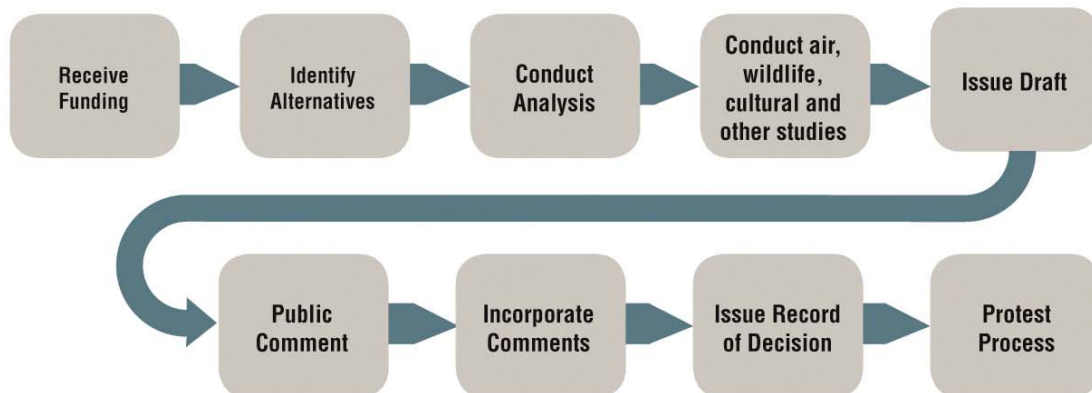 Receive
Funding
Identify
Alternatives
Conduct
Analysis
Conduct air,
wildlife,
cultural and
other studies
Issue Draft
Public
Comment
Incorporate
Comments
Issue Record
of Decision
Protest
Process